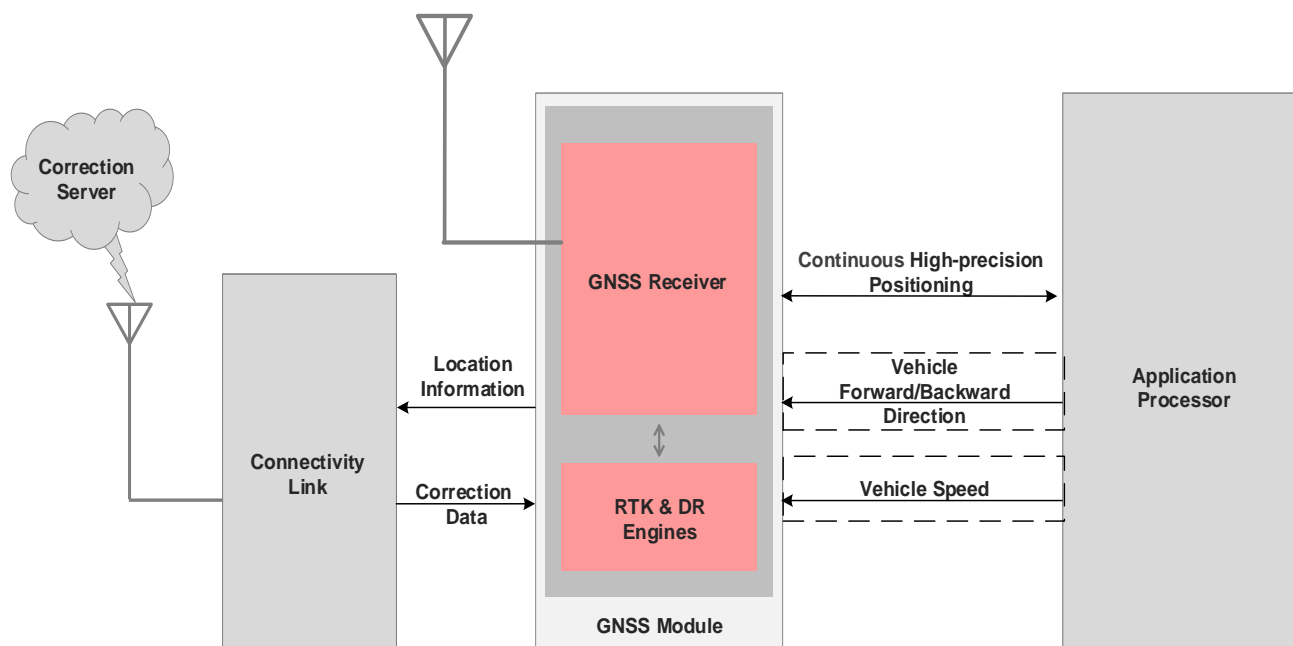 Correction
Server
Connectivity
Link
Location
Information
Correction
Data
GNSS Receiver
RTK & DR
Engines
GNSS Module
Continuous High-precision
Positioning
Vehicle
Forward/Backward
Direction
Vehicle Speed
Application
Processor